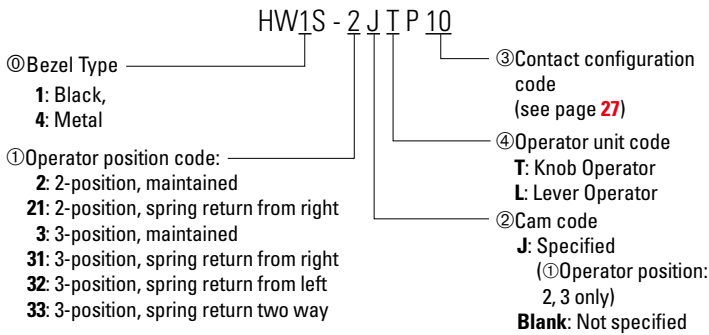 HW1S - 2 J T P 10
⓪Bezel Type
1: Black,
4: Metal
①Operator position code:
2: 2-position, maintained
21: 2-position, spring return from right
3: 3-position, maintained
31: 3-position, spring return from right
32: 3-position, spring return from left
33: 3-position, spring return two way
③Contact configuration
code
(see page 27)
④Operator unit code
T: Knob Operator
L: Lever Operator
②Cam code
J: Specified
(①Operator position:
2, 3 only)
Blank: Not specified